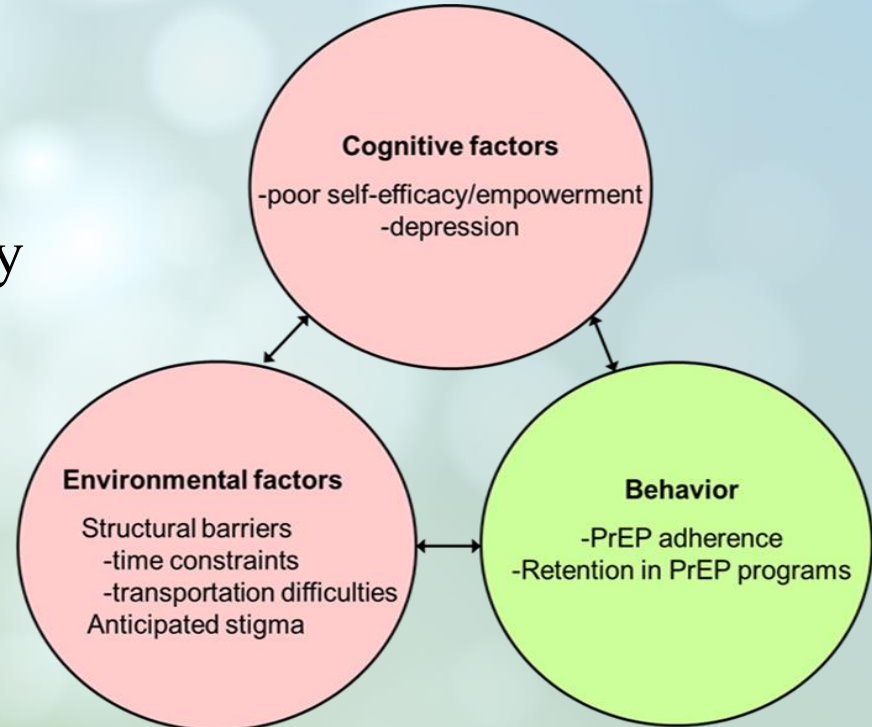 y
Cognitive factors
-poor self-efficacy/empowerment
-depression
Environmental factors
Structural barriers
-time constraints
-transportation difficulties
Anticipated stigma
Behavior
-PrEP adherence
-Retention in PrEP programs